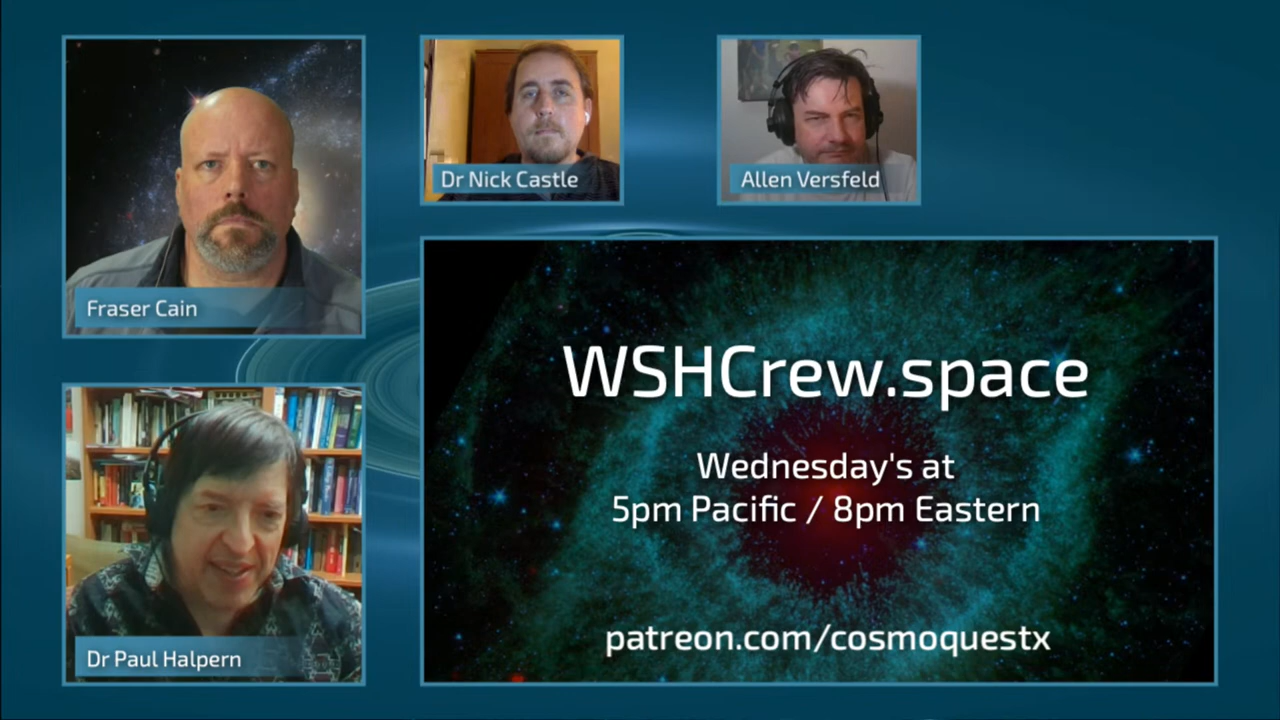 Fraser Cain
Dr Nick Castle
Allen Versfeld
Dr Paul Halpern
WSHCrew.space
Wednesday's at
5pm Pacific / 8pm Eastern
patreon.com/cosmoquestx